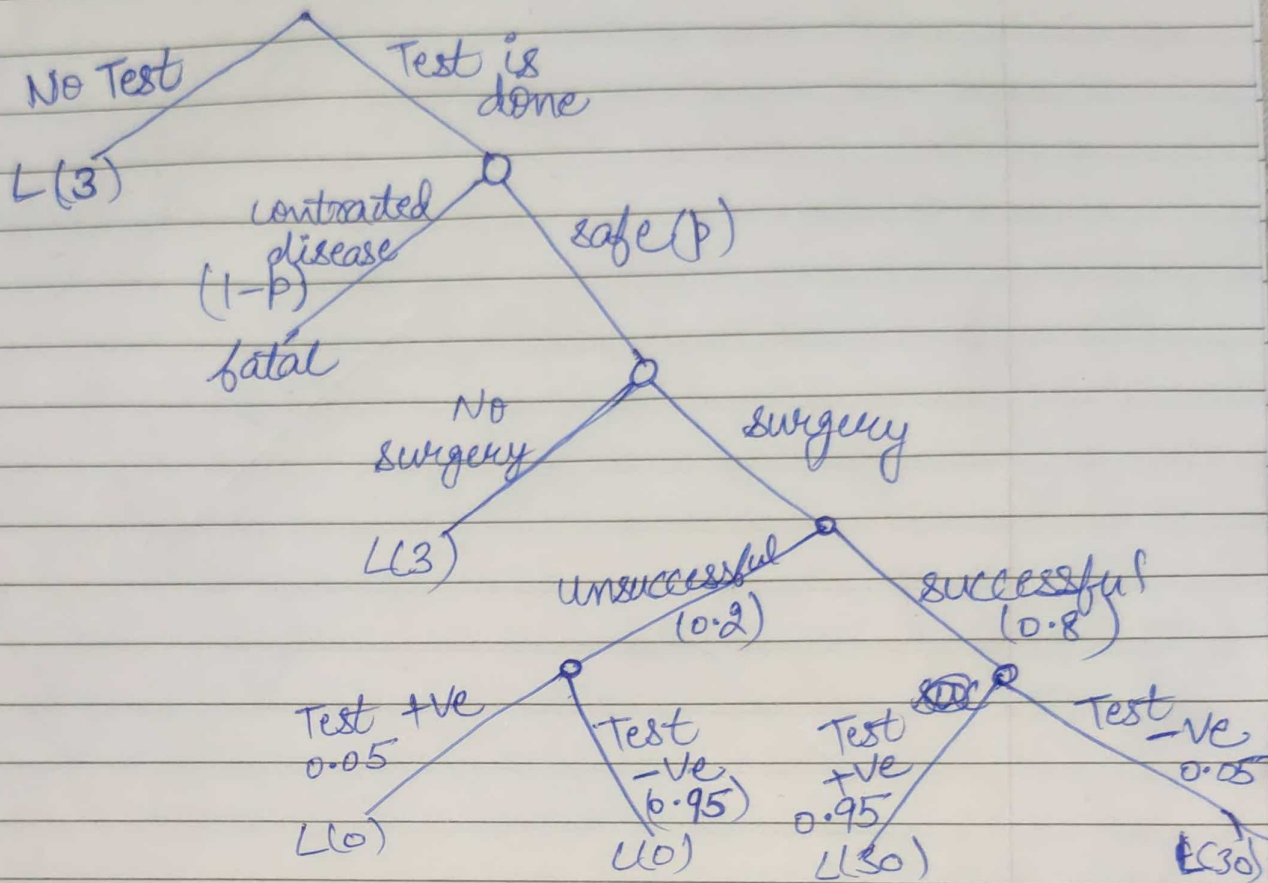 No Test
Test is
done
L(3)
contracted
disease
(1-p)
safe(p)
fatal
No
surgery
surgery
L(3)
unsuccessful
(0.2)
successful
(0.8)
Test +ve
0.05
Test
-ve
(0.95)
Test
+ve
0.95
Test
-ve
0.05
L(0)
L(0)
L(30)
L(30)